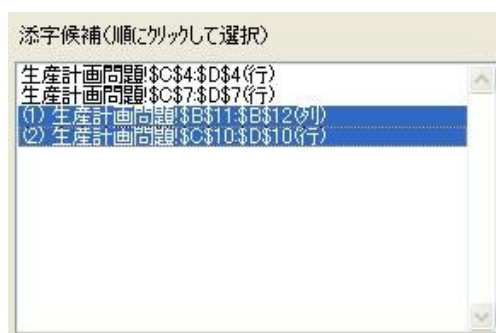 添字候補(順にクリックして選択)
生産計画問題!$C$4:$D$4(行)
生産計画問題!$C$7:$D$7(行)
(1) 生産計画問題!$B$11:$B$12(列)
(2) 生産計画問題!$C$10:$D$10(行)